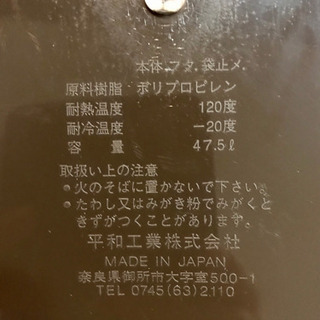 本体.フタ.袋止メ.
原料樹脂 ポリプロピレン
耐熱温度 120度
耐冷温度 -20度
容量 47.5ℓ
取扱い上の注意
●火のそばに置かないで下さい。
●たわし又はみがき粉でみがくと
きずがつくことがあります。
平和工業株式会社
MADE IN JAPAN
奈良県御所市大字室500-1
TEL 0745(63)2110